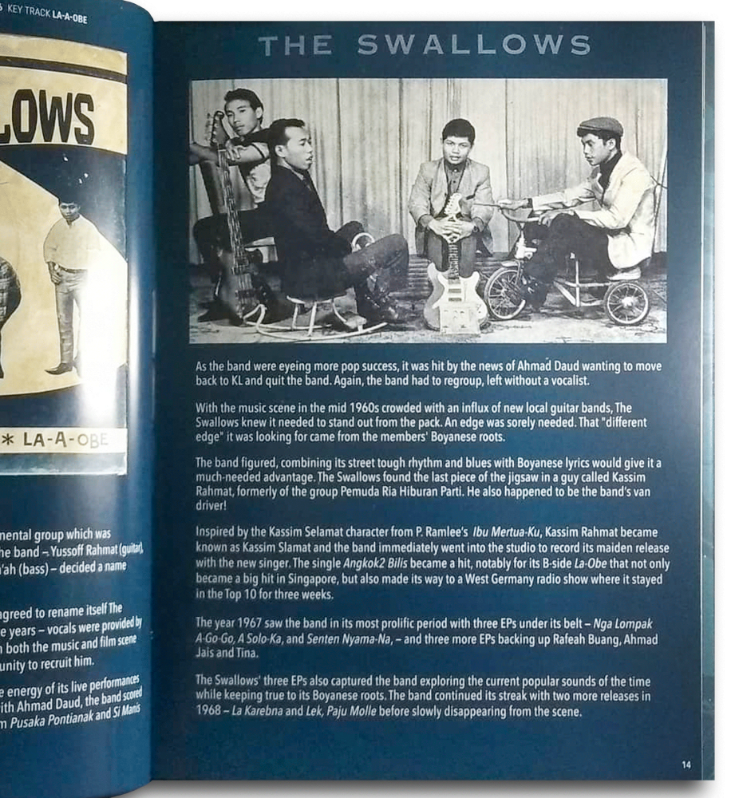 KEY TRACK LA-A-OBE
LOWS
* LA-A-OBE
mental group which was
he band – Yussoff Rahmat (guitar),
'ah (bass) – decided a name
agreed to rename itself The
e years – vocals were provided by
n both the music and film scene
unity to recruit him.
e energy of its live performances
ith Ahmad Daud, the band scored
m Pusaka Pontianak and Si Manis
THE SWALLOWS
As the band were eyeing more pop success, it was hit by the news of Ahmad Daud wanting to move
back to KL and quit the band. Again, the band had to regroup, left without a vocalist.
With the music scene in the mid 1960s crowded with an influx of new local guitar bands, The
Swallows knew it needed to stand out from the pack. An edge was sorely needed. That "different
edge" it was looking for came from the members' Boyanese roots.
The band figured, combining its street tough rhythm and blues with Boyanese lyrics would give it a
much-needed advantage. The Swallows found the last piece of the jigsaw in a guy called Kassim
Rahmat, formerly of the group Pemuda Ria Hiburan Parti. He also happened to be the band's van
driver!
Inspired by the Kassim Selamat character from P. Ramlee's Ibu Mertua-Ku, Kassim Rahmat became
known as Kassim Slamat and the band immediately went into the studio to record its maiden release
with the new singer. The single Angkok2 Bilis became a hit, notably for its B-side La-Obe that not only
became a big hit in Singapore, but also made its way to a West Germany radio show where it stayed
in the Top 10 for three weeks.
The year 1967 saw the band in its most prolific period with three EPs under its belt – Nga Lompak
A-Go-Go, A Solo-Ka, and Senten Nyama-Na, – and three more EPs backing up Rafeah Buang, Ahmad
Jais and Tina.
The Swallows' three EPs also captured the band exploring the current popular sounds of the time
while keeping true to its Boyanese roots. The band continued its streak with two more releases in
1968 – La Karebna and Lek, Paju Molle before slowly disappearing from the scene.
14